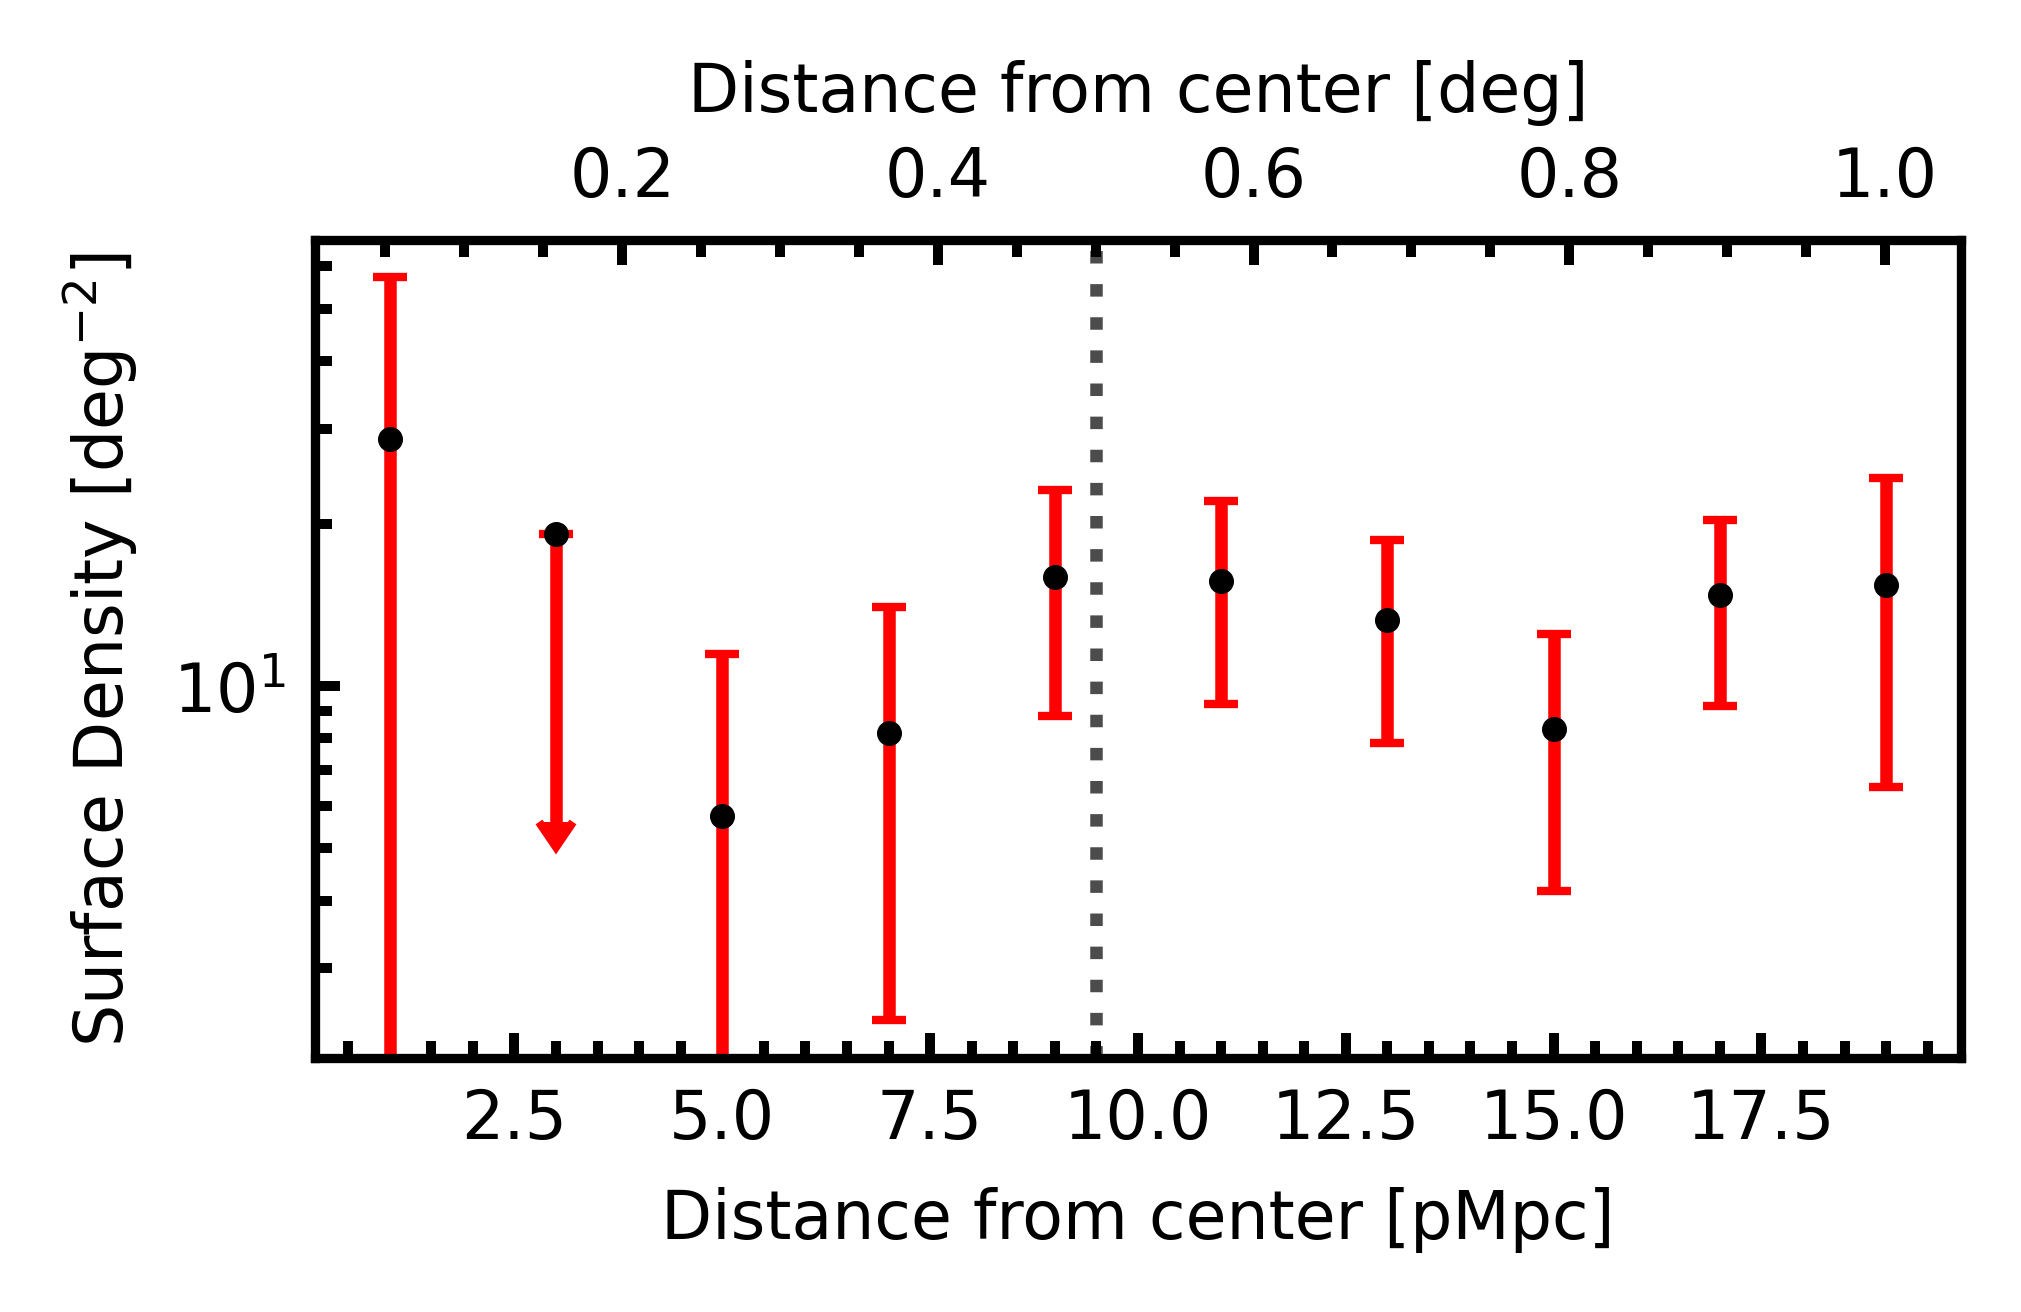 Distance from center [deg]
0.2 0.4 0.6 0.8 1.0
Surface Density [deg⁻²]
10¹
2.5 5.0 7.5 10.0 12.5 15.0 17.5
Distance from center [pMpc]